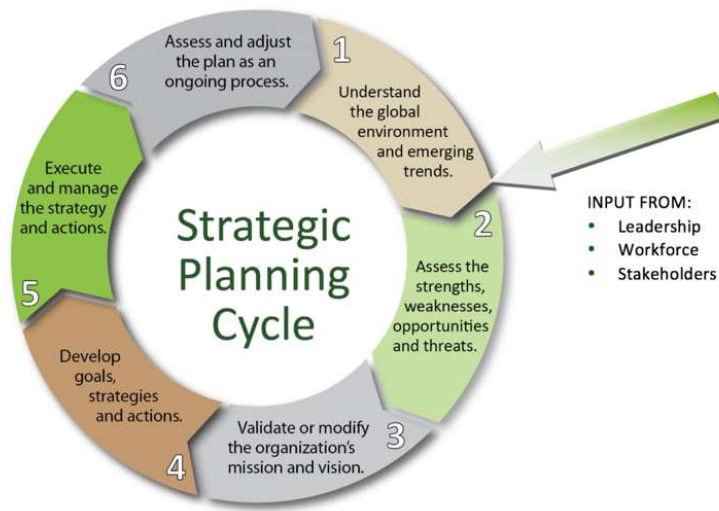 Strategic
Planning
Cycle
1
Understand
the global
environment
and emerging
trends.
2
Assess the
strengths,
weaknesses,
opportunities
and threats.
3
Validate or modify
the organization's
mission and vision.
4
Develop
goals,
strategies
and actions.
5
Execute
and manage
the strategy
and actions.
6
Assess and adjust
the plan as an
ongoing process.
INPUT FROM:
• Leadership
• Workforce
• Stakeholders